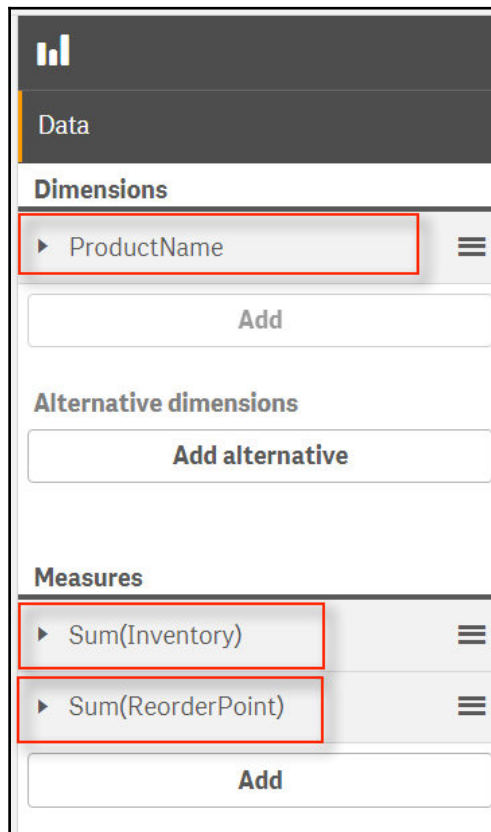 Data
Dimensions
ProductName
Add
Alternative dimensions
Add alternative
Measures
Sum(Inventory)
Sum(ReorderPoint)
Add